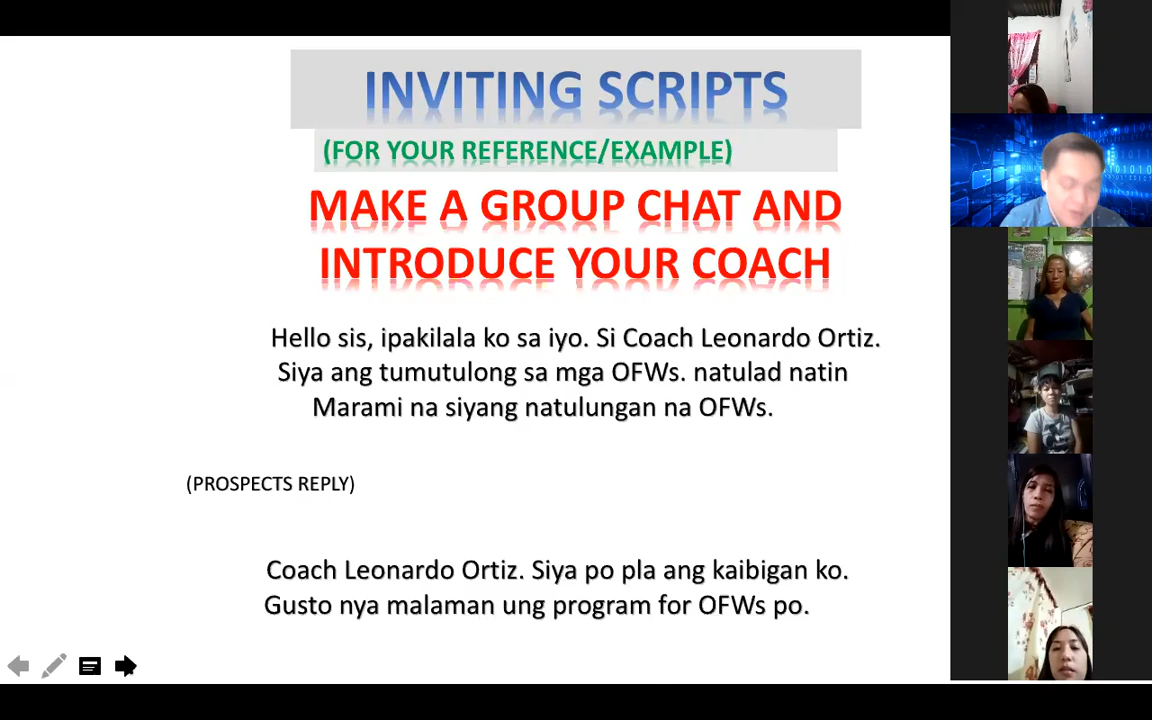 INVITING SCRIPTS
(FOR YOUR REFERENCE/EXAMPLE)
MAKE A GROUP CHAT AND
INTRODUCE YOUR COACH
Hello sis, ipakilala ko sa iyo. Si Coach Leonardo Ortiz.
Siya ang tumutulong sa mga OFWs. natulad natin
Marami na siyang natulungan na OFWs.
(PROSPECTS REPLY)
Coach Leonardo Ortiz. Siya po pla ang kaibigan ko.
Gusto nya malaman ung program for OFWs po.